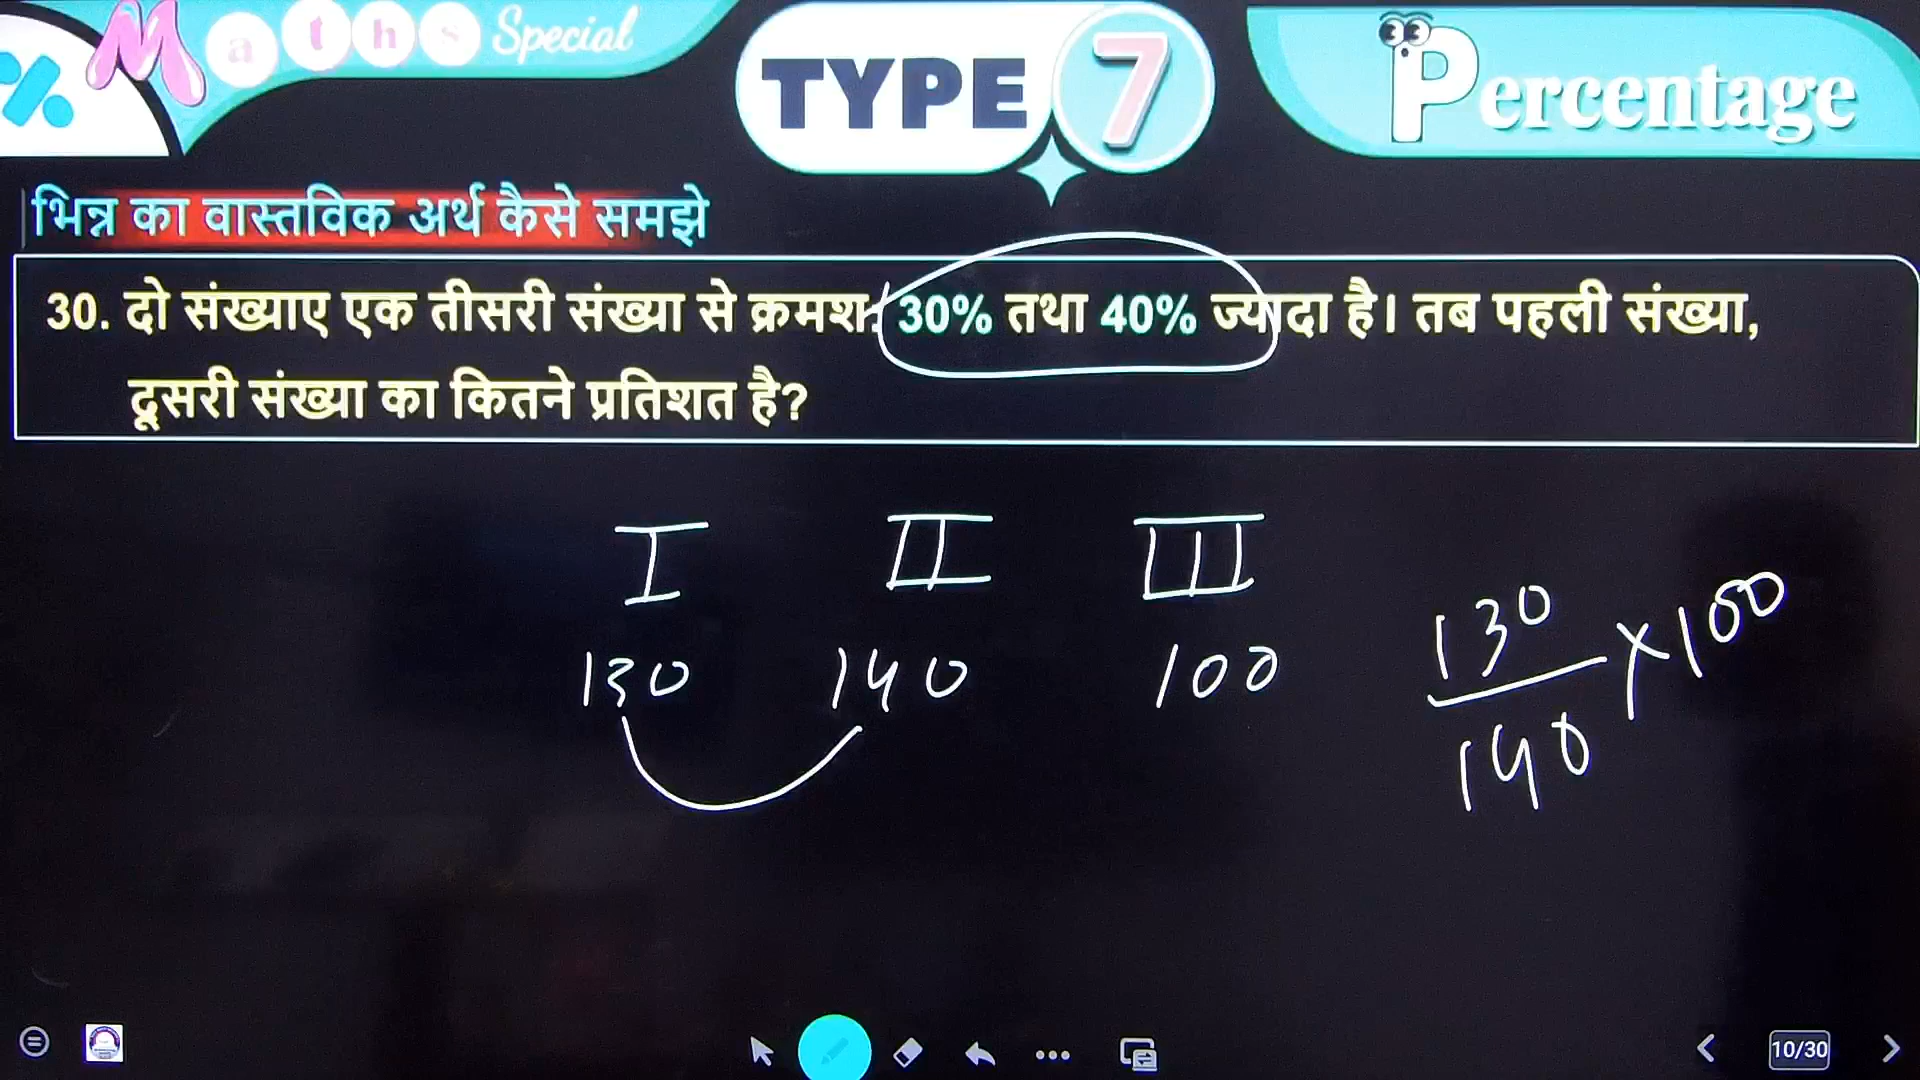 Maths Special
TYPE 7
Percentage
भिन्न का वास्तविक अर्थ कैसे समझे
30. दो संख्याए एक तीसरी संख्या से क्रमश: 30% तथा 40% ज्यादा है। तब पहली संख्या,
दूसरी संख्या का कितने प्रतिशत है?
I II III
130 140 100
130/140 × 100
10/30